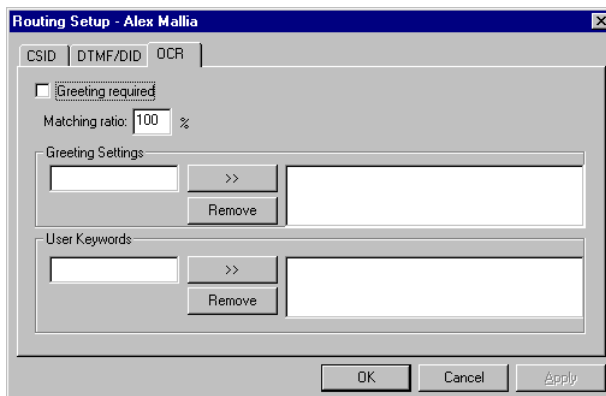 Routing Setup - Alex Mallia
CSID DTMF/DID OCR
Greeting required
Matching ratio: 100 %
Greeting Settings
>>
Remove
User Keywords
>>
Remove
OK Cancel Apply